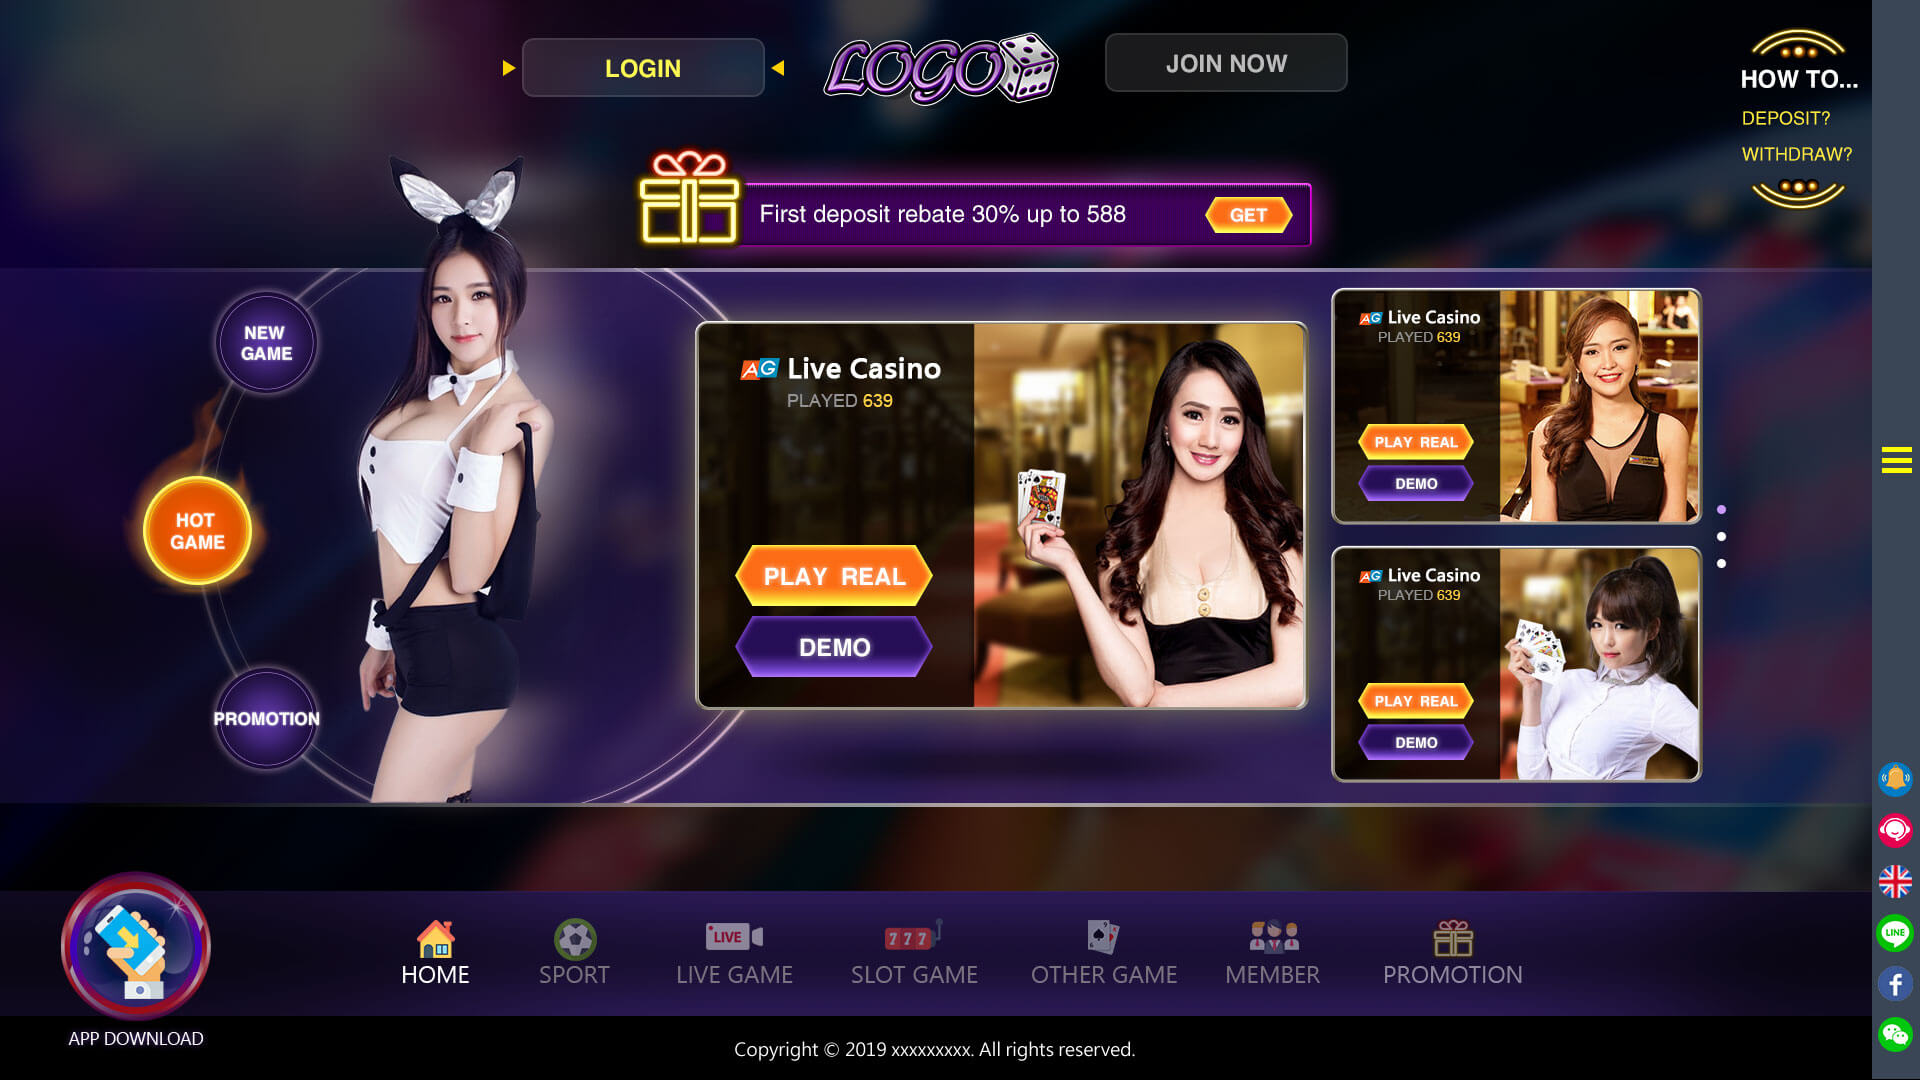 LOGIN
LOGO
JOIN NOW
HOW TO...
DEPOSIT?
WITHDRAW?
First deposit rebate 30% up to 588
GET
NEW
GAME
HOT
GAME
PROMOTION
AG Live Casino
PLAYED 639
PLAY REAL
DEMO
AG Live Casino
PLAYED 639
PLAY REAL
DEMO
AG Live Casino
PLAYED 639
PLAY REAL
DEMO
APP DOWNLOAD
HOME
SPORT
LIVE
LIVE GAME
777
SLOT GAME
OTHER GAME
MEMBER
PROMOTION
LINE
f
Copyright © 2019 xxxxxxxxx. All rights reserved.